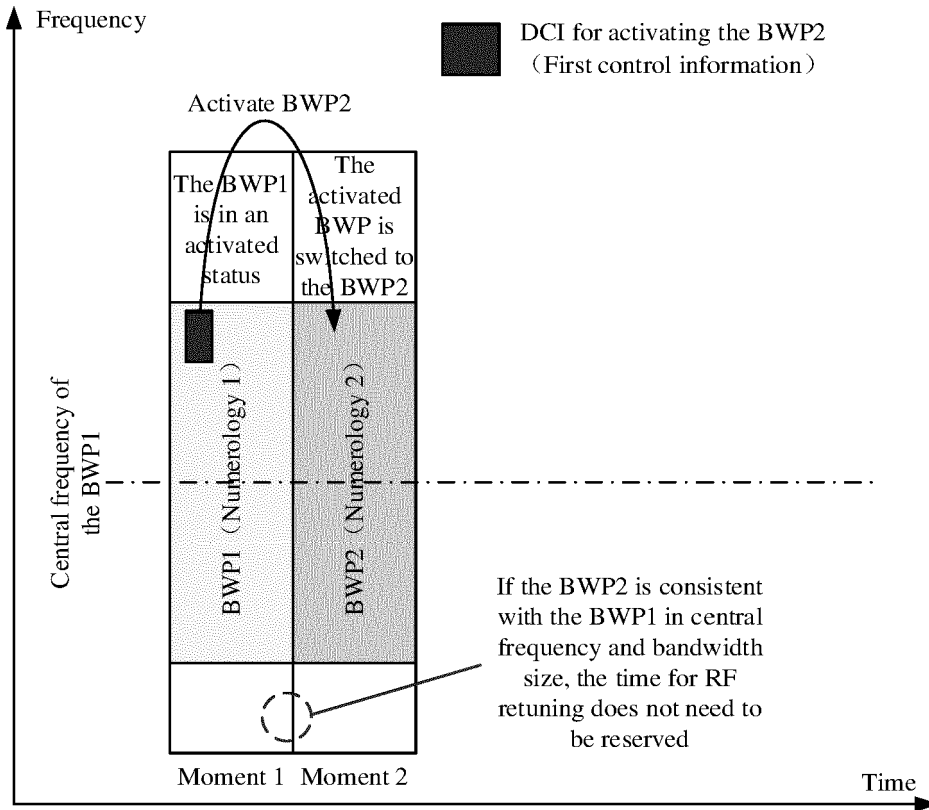 Frequency
DCI for activating the BWP2
（First control information）
Activate BWP2
The BWP1
is in an
activated
status
The
activated
BWP is
switched to
the BWP2
Central frequency of
the BWP1
BWP1（Numerology 1）
BWP2（Numerology 2）
If the BWP2 is consistent
with the BWP1 in central
frequency and bandwidth
size, the time for RF
retuning does not need to
be reserved
Moment 1
Moment 2
Time